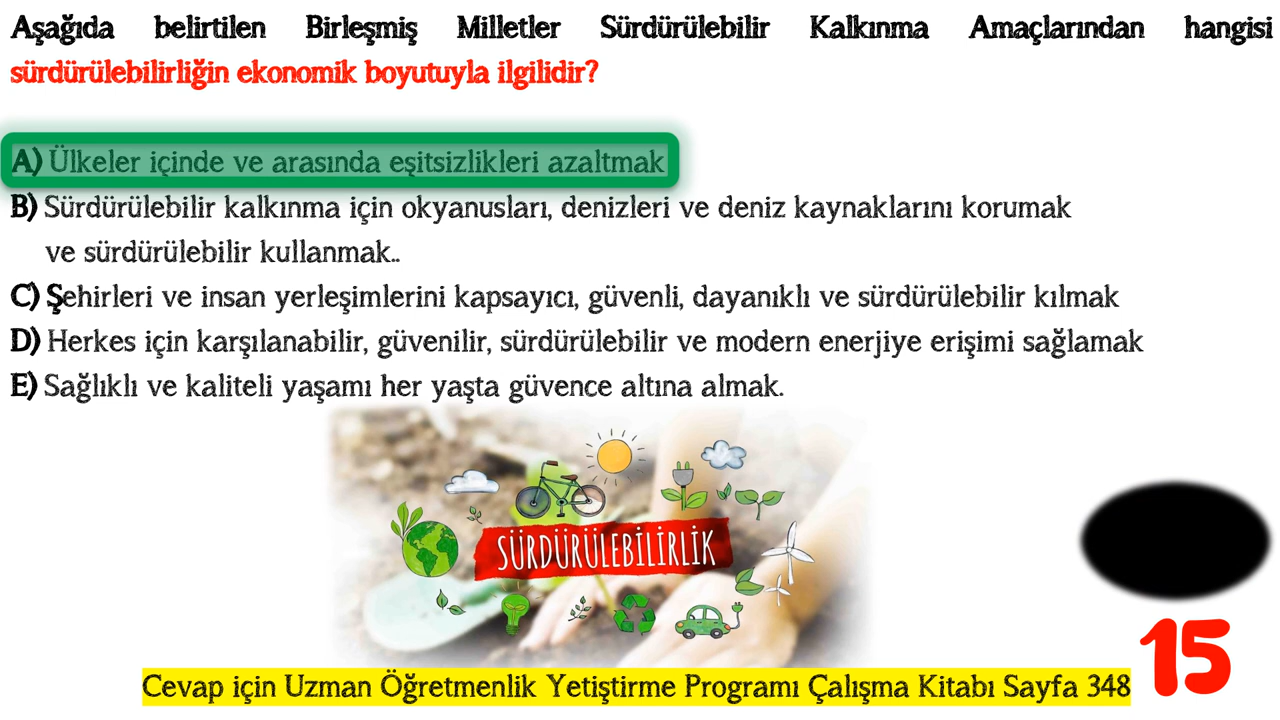 Aşağıda belirtilen Birleşmiş Milletler Sürdürülebilir Kalkınma Amaçlarından hangisi
sürdürülebilirliğin ekonomik boyutuyla ilgilidir?
A) Ülkeler içinde ve arasında eşitsizlikleri azaltmak
B) Sürdürülebilir kalkınma için okyanusları, denizleri ve deniz kaynaklarını korumak
ve sürdürülebilir kullanmak..
C) Şehirleri ve insan yerleşimlerini kapsayıcı, güvenli, dayanıklı ve sürdürülebilir kılmak
D) Herkes için karşılanabilir, güvenilir, sürdürülebilir ve modern enerjiye erişimi sağlamak
E) Sağlıklı ve kaliteli yaşamı her yaşta güvence altına almak.
SÜRDÜRÜLEBİLİRLİK
15
Cevap için Uzman Öğretmenlik Yetiştirme Programı Çalışma Kitabı Sayfa 348